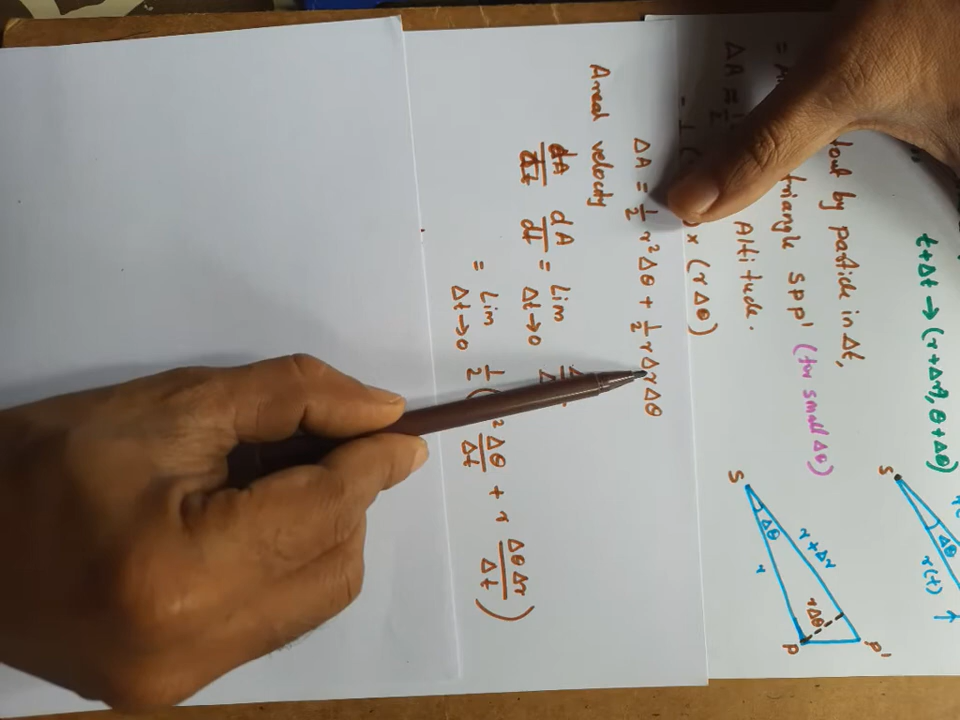 t+Δt → (r+Δr, θ+Δθ)
out by particle in Δt,
triangle SPP' (for small Δθ)
Altitude.
ΔA = 1/2
x (rΔθ)
ΔA = 1/2 r²Δθ + 1/2 rΔrΔθ
Areal velocity
dA/dt = Lim Δt→0
= Lim Δt→0 1/2 ( ² Δθ/Δt + r ΔθΔr/Δt )
S
Δθ
r(t)
S
Δθ
r+Δr
r
rΔθ
P
P'